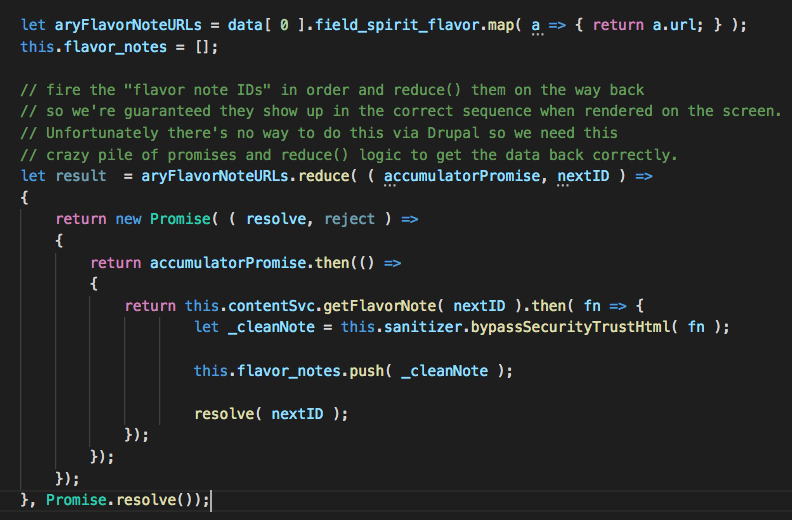 let aryFlavorNoteURLs = data[ 0 ].field_spirit_flavor.map( a => { return a.url; } );
this.flavor_notes = [];
// fire the "flavor note IDs" in order and reduce() them on the way back
// so we're guaranteed they show up in the correct sequence when rendered on the screen.
// Unfortunately there's no way to do this via Drupal so we need this
// crazy pile of promises and reduce() logic to get the data back correctly.
let result  = aryFlavorNoteURLs.reduce( ( accumulatorPromise, nextID ) =>
{
return new Promise( ( resolve, reject ) =>
{
return accumulatorPromise.then(() =>
{
return this.contentSvc.getFlavorNote( nextID ).then( fn => {
let _cleanNote = this.sanitizer.bypassSecurityTrustHtml( fn );
this.flavor_notes.push( _cleanNote );
resolve( nextID );
});
});
});
}, Promise.resolve());